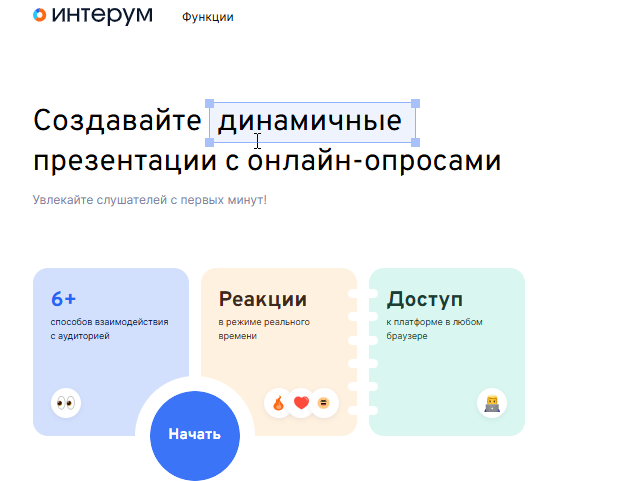 интерум
Функции
Создавайте динамичные
презентации с онлайн-опросами
Увлекайте слушателей с первых минут!
6+
способов взаимодействия
с аудиторией
Реакции
в режиме реального
времени
Доступ
к платформе в любом
браузере
Начать